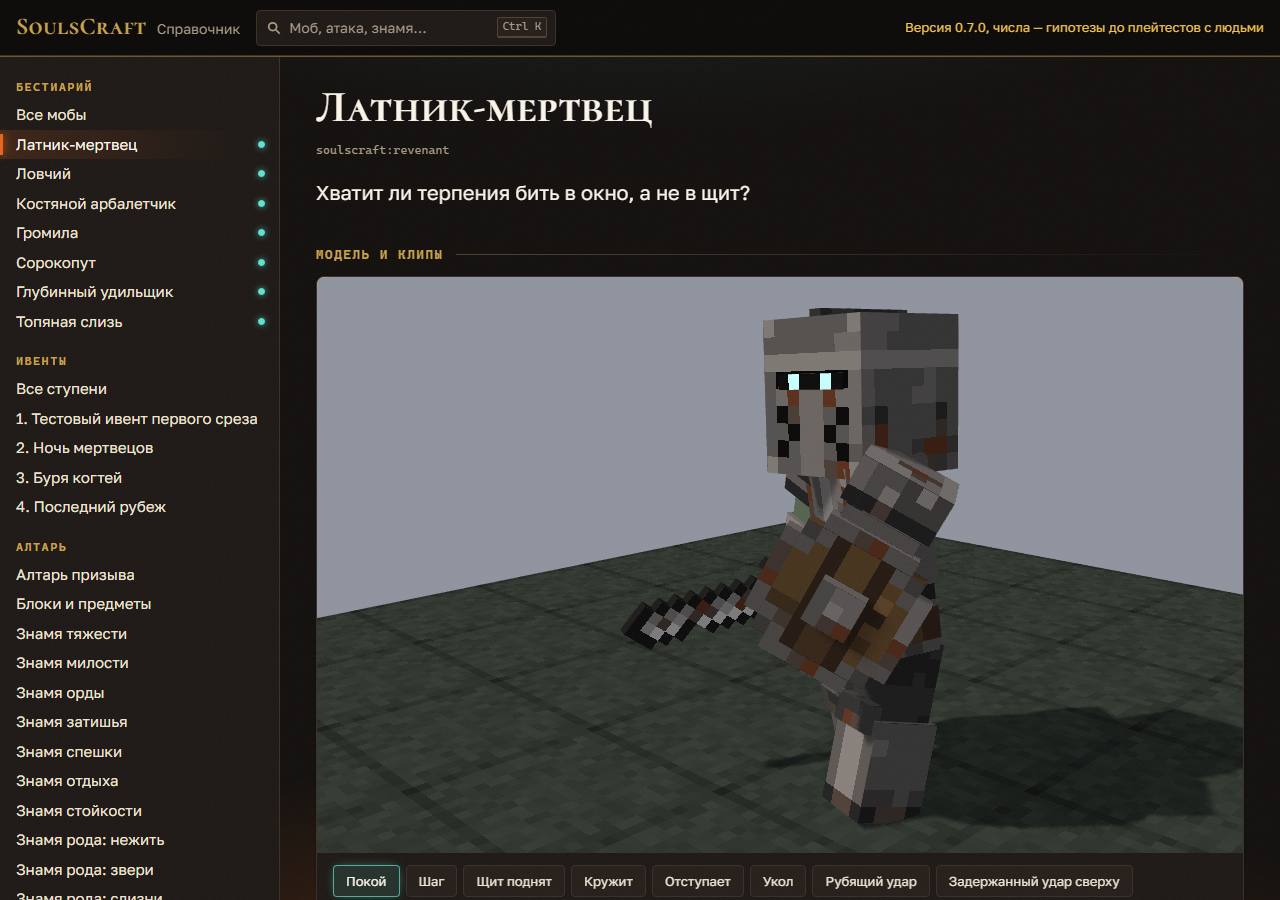 SoulsCraft Справочник
Моб, атака, знамя...
Ctrl K
Версия 0.7.0, числа — гипотезы до плейтестов с людьми
БЕСТИАРИЙ
Все мобы
Латник-мертвец
Ловчий
Костяной арбалетчик
Громила
Сорокопут
Глубинный удильщик
Топяная слизь
ИВЕНТЫ
Все ступени
1. Тестовый ивент первого среза
2. Ночь мертвецов
3. Буря когтей
4. Последний рубеж
АЛТАРЬ
Алтарь призыва
Блоки и предметы
Знамя тяжести
Знамя милости
Знамя орды
Знамя затишья
Знамя спешки
Знамя отдыха
Знамя стойкости
Знамя рода: нежить
Знамя рода: звери
Знамя рода: слизни
Латник-мертвец
soulscraft:revenant
Хватит ли терпения бить в окно, а не в щит?
МОДЕЛЬ И КЛИПЫ
Покой
Шаг
Щит поднят
Кружит
Отступает
Укол
Рубящий удар
Задержанный удар сверху